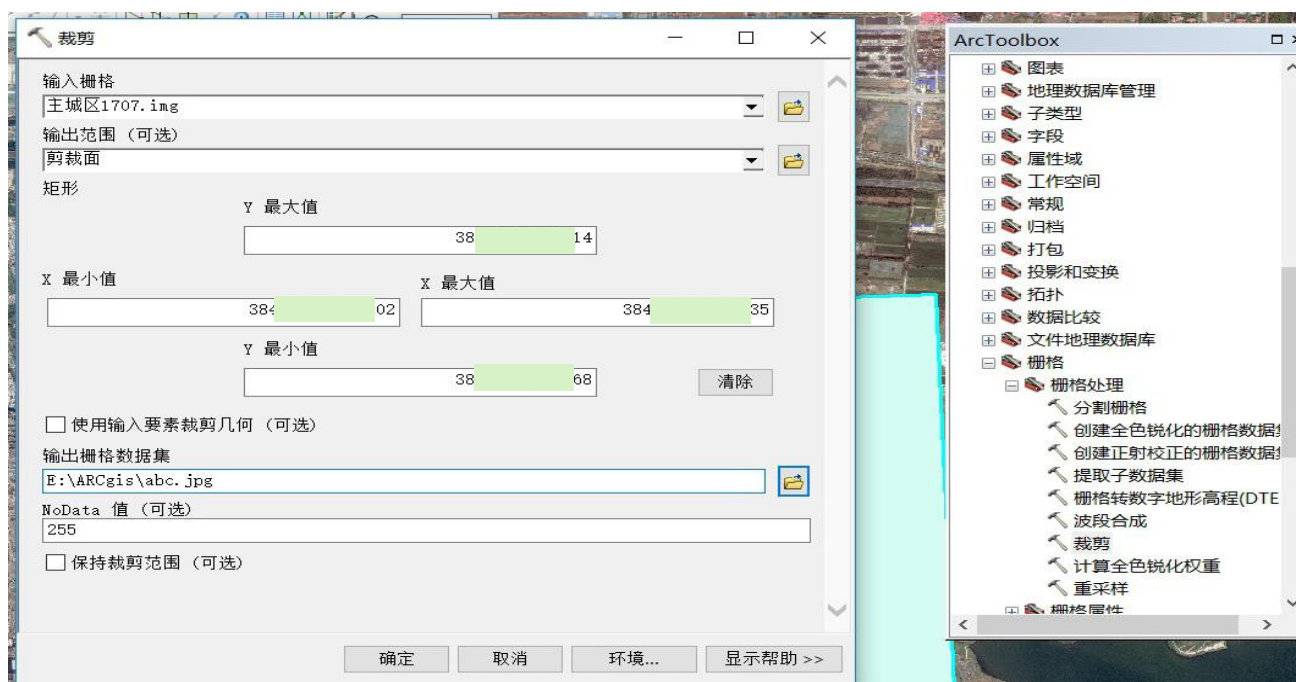 裁剪
输入栅格
主城区1707.img
输出范围 (可选)
剪裁面
矩形
Y 最大值
38 14
X 最小值
384 02
X 最大值
384 35
Y 最小值
38 68
清除
使用输入要素裁剪几何 (可选)
输出栅格数据集
E:\ARCgis\abc.jpg
NoData 值 (可选)
255
保持裁剪范围 (可选)
确定
取消
环境...
显示帮助 >>
ArcToolbox
图表
地理数据库管理
子类型
字段
属性域
工作空间
常规
归档
打包
投影和变换
拓扑
数据比较
文件地理数据库
栅格
栅格处理
分割栅格
创建全色锐化的栅格数据集
创建正射校正的栅格数据集
提取子数据集
栅格转数字地形高程(DTE
波段合成
裁剪
计算全色锐化权重
重采样
栅格属性